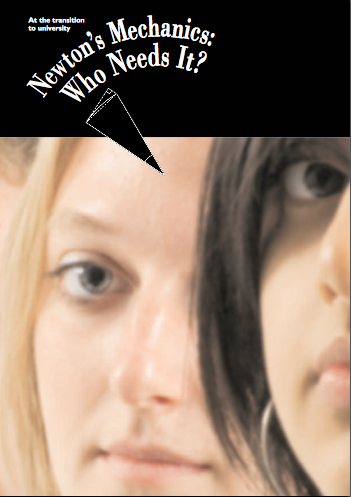 At the transition
to university
Newton's Mechanics:
Who Needs It?